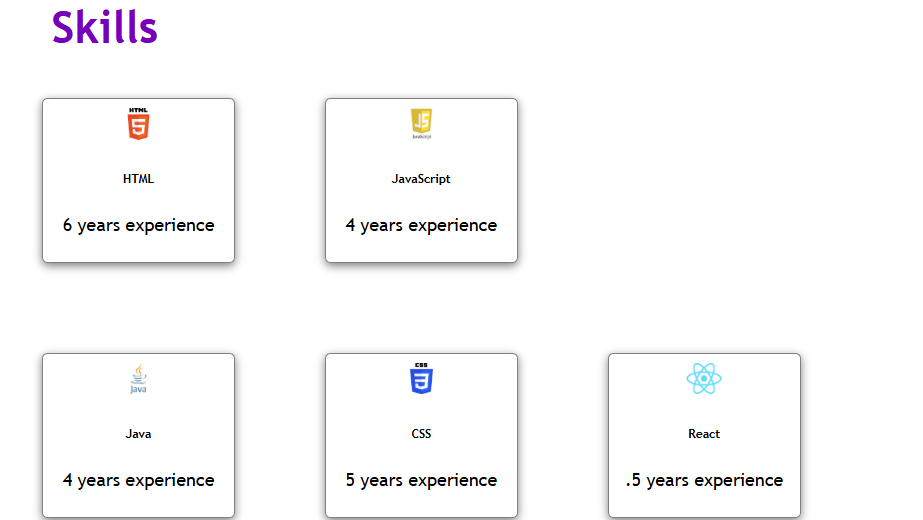 Skills
HTML
5
HTML
6 years experience
JS
JavaScript
JavaScript
4 years experience
Java
Java
4 years experience
CSS
3
CSS
5 years experience
React
.5 years experience